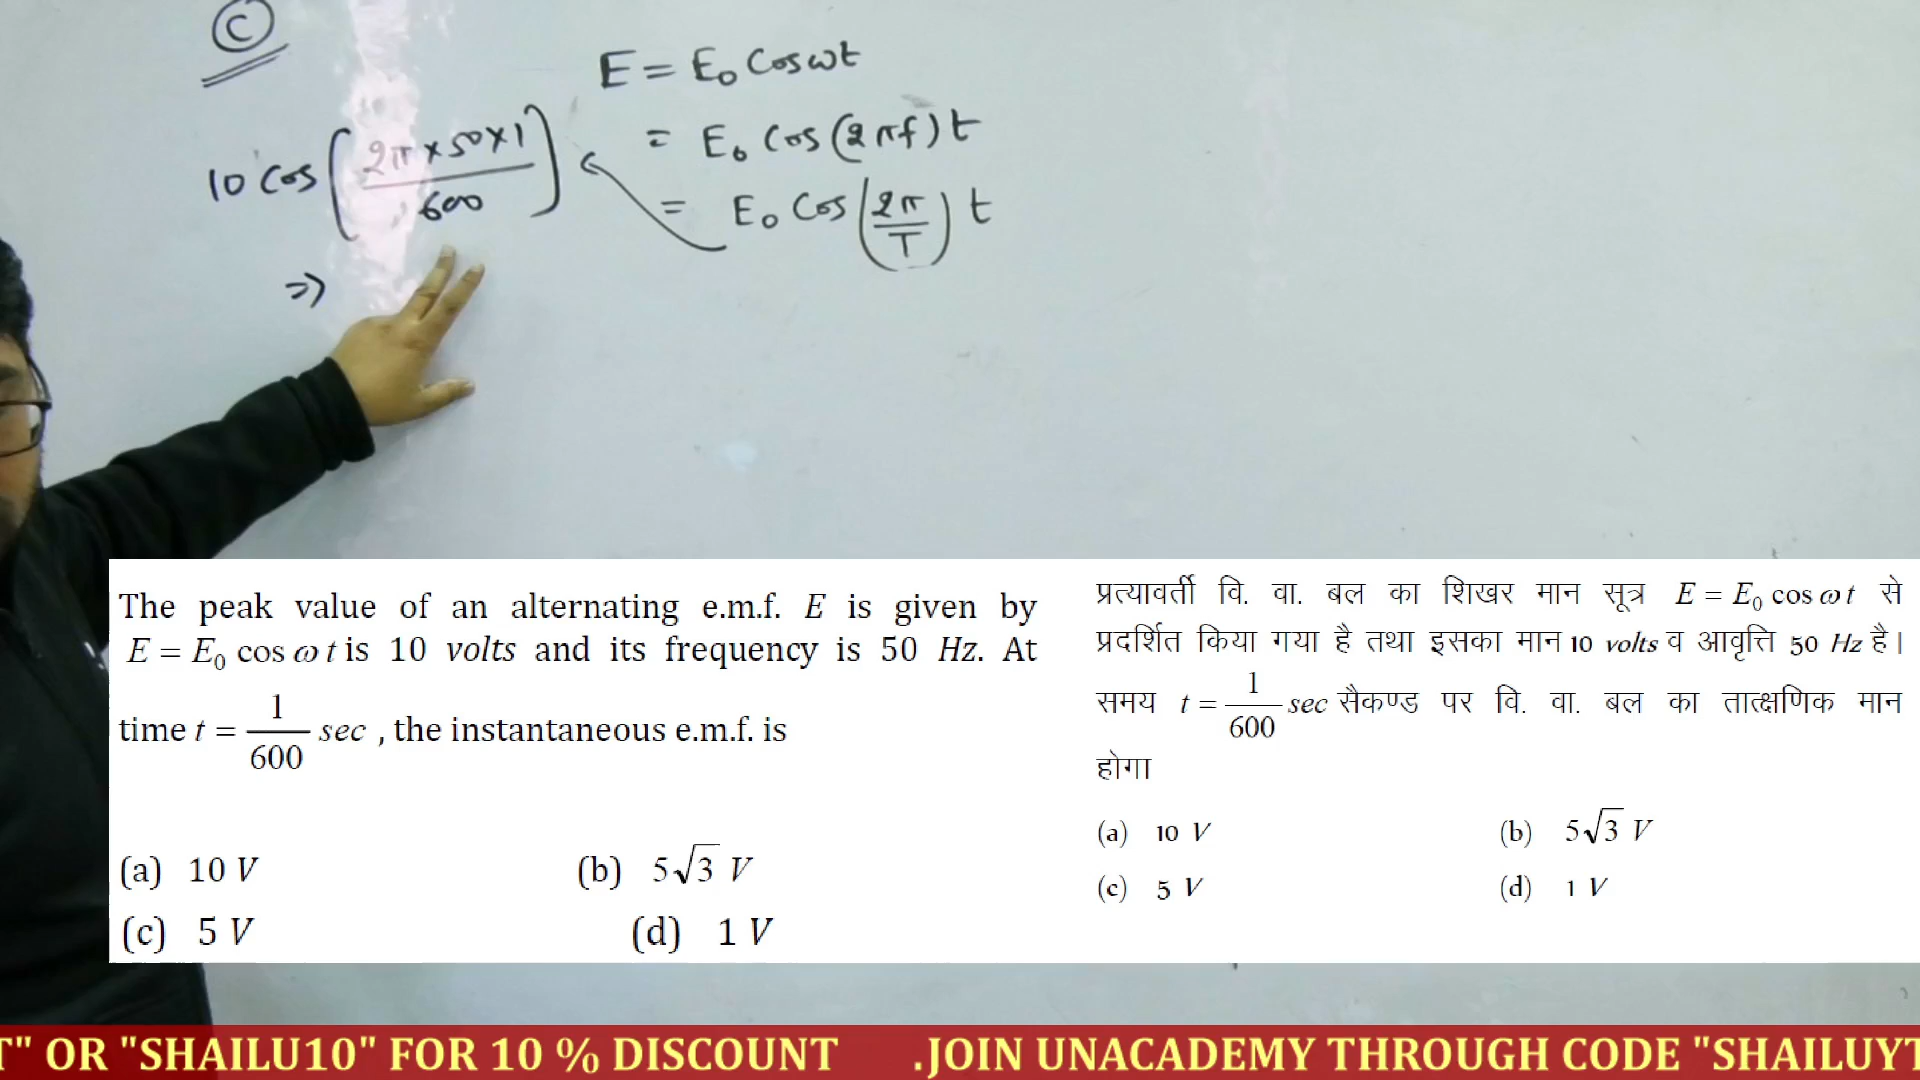 C
E = E₀ Cos ωt
= E₀ Cos (2πf) t
= E₀ Cos (2π/T) t
10 Cos (2π × 50 × 1 / 600)
⇒
The peak value of an alternating e.m.f. E is given by
E = E₀ cos ω t is 10 volts and its frequency is 50 Hz. At
time t = 1/600 sec , the instantaneous e.m.f. is
(a) 10 V (b) 5√3 V
(c) 5 V (d) 1 V
प्रत्यावर्ती वि. वा. बल का शिखर मान सूत्र E = E₀ cos ω t से
प्रदर्शित किया गया है तथा इसका मान 10 volts व आवृत्ति 50 Hz है।
समय t = 1/600 sec सैकण्ड पर वि. वा. बल का तात्क्षणिक मान
होगा
(a) 10 V (b) 5√3 V
(c) 5 V (d) 1 V
T" OR "SHAILU10" FOR 10 % DISCOUNT .JOIN UNACADEMY THROUGH CODE "SHAILUYT